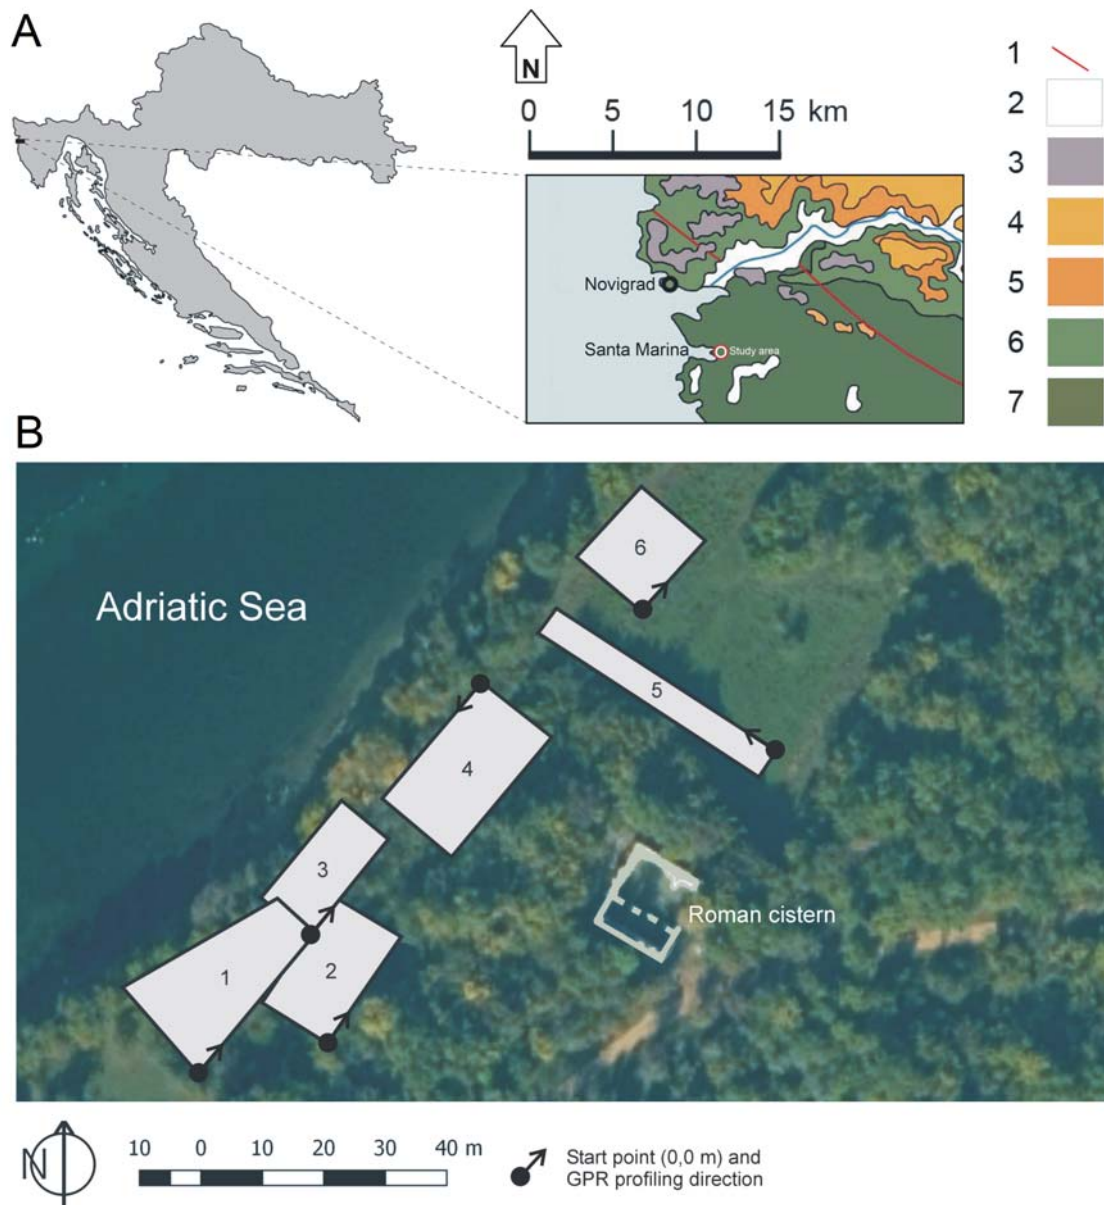 A
N
0 5 10 15 km
Novigrad
Santa Marina
Study area
1
2
3
4
5
6
7
B
Adriatic Sea
6
5
4
3
2
1
Roman cistern
N
10 0 10 20 30 40 m
Start point (0,0 m) and
GPR profiling direction